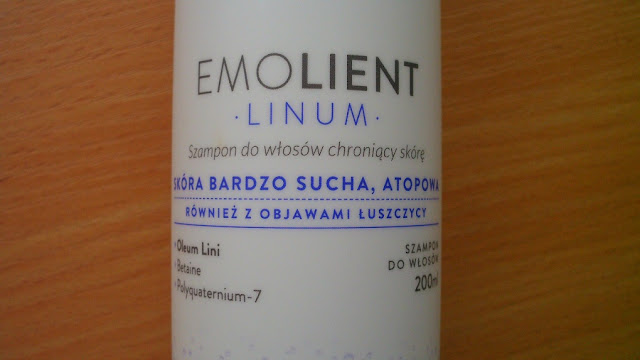 EMOLIENT
· LINUM ·
Szampon do włosów chroniący skórę
SKÓRA BARDZO SUCHA, ATOPOWA
RÓWNIEŻ Z OBJAWAMI ŁUSZCZYCY
· Oleum Lini
· Betaine
· Polyquaternium-7
SZAMPON
DO WŁOSÓW
200ml